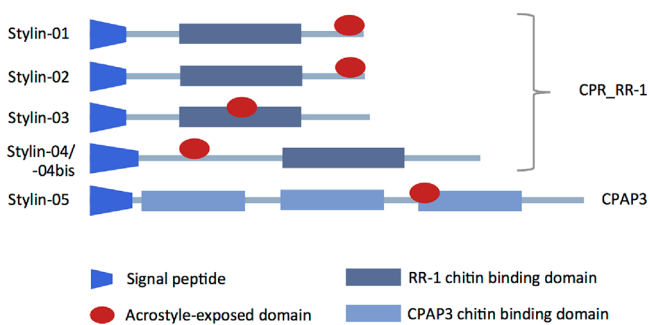 Stylin-01
Stylin-02
Stylin-03
Stylin-04/
-04bis
Stylin-05
CPR_RR-1
CPAP3
Signal peptide
RR-1 chitin binding domain
Acrostyle-exposed domain
CPAP3 chitin binding domain